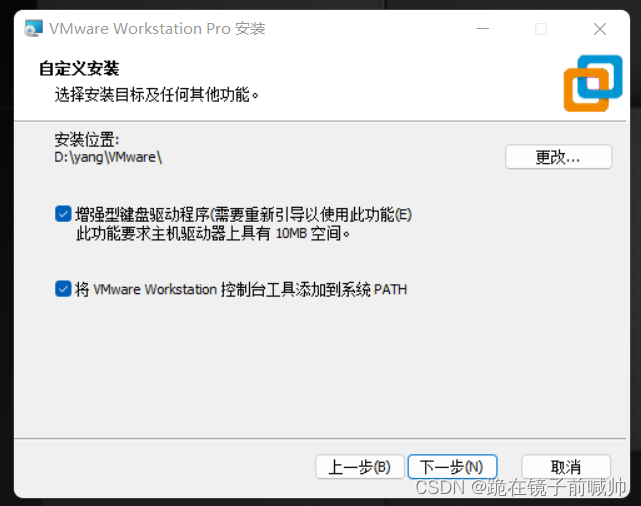 VMware Workstation Pro 安装
自定义安装
选择安装目标及任何其他功能。
安装位置:
D:\yang\VMware\
更改...
增强型键盘驱动程序(需要重新引导以使用此功能(E)
此功能要求主机驱动器上具有 10MB 空间。
将 VMware Workstation 控制台工具添加到系统 PATH
上一步(B)
下一步(N)
取消
CSDN @跪在镜子前喊帅